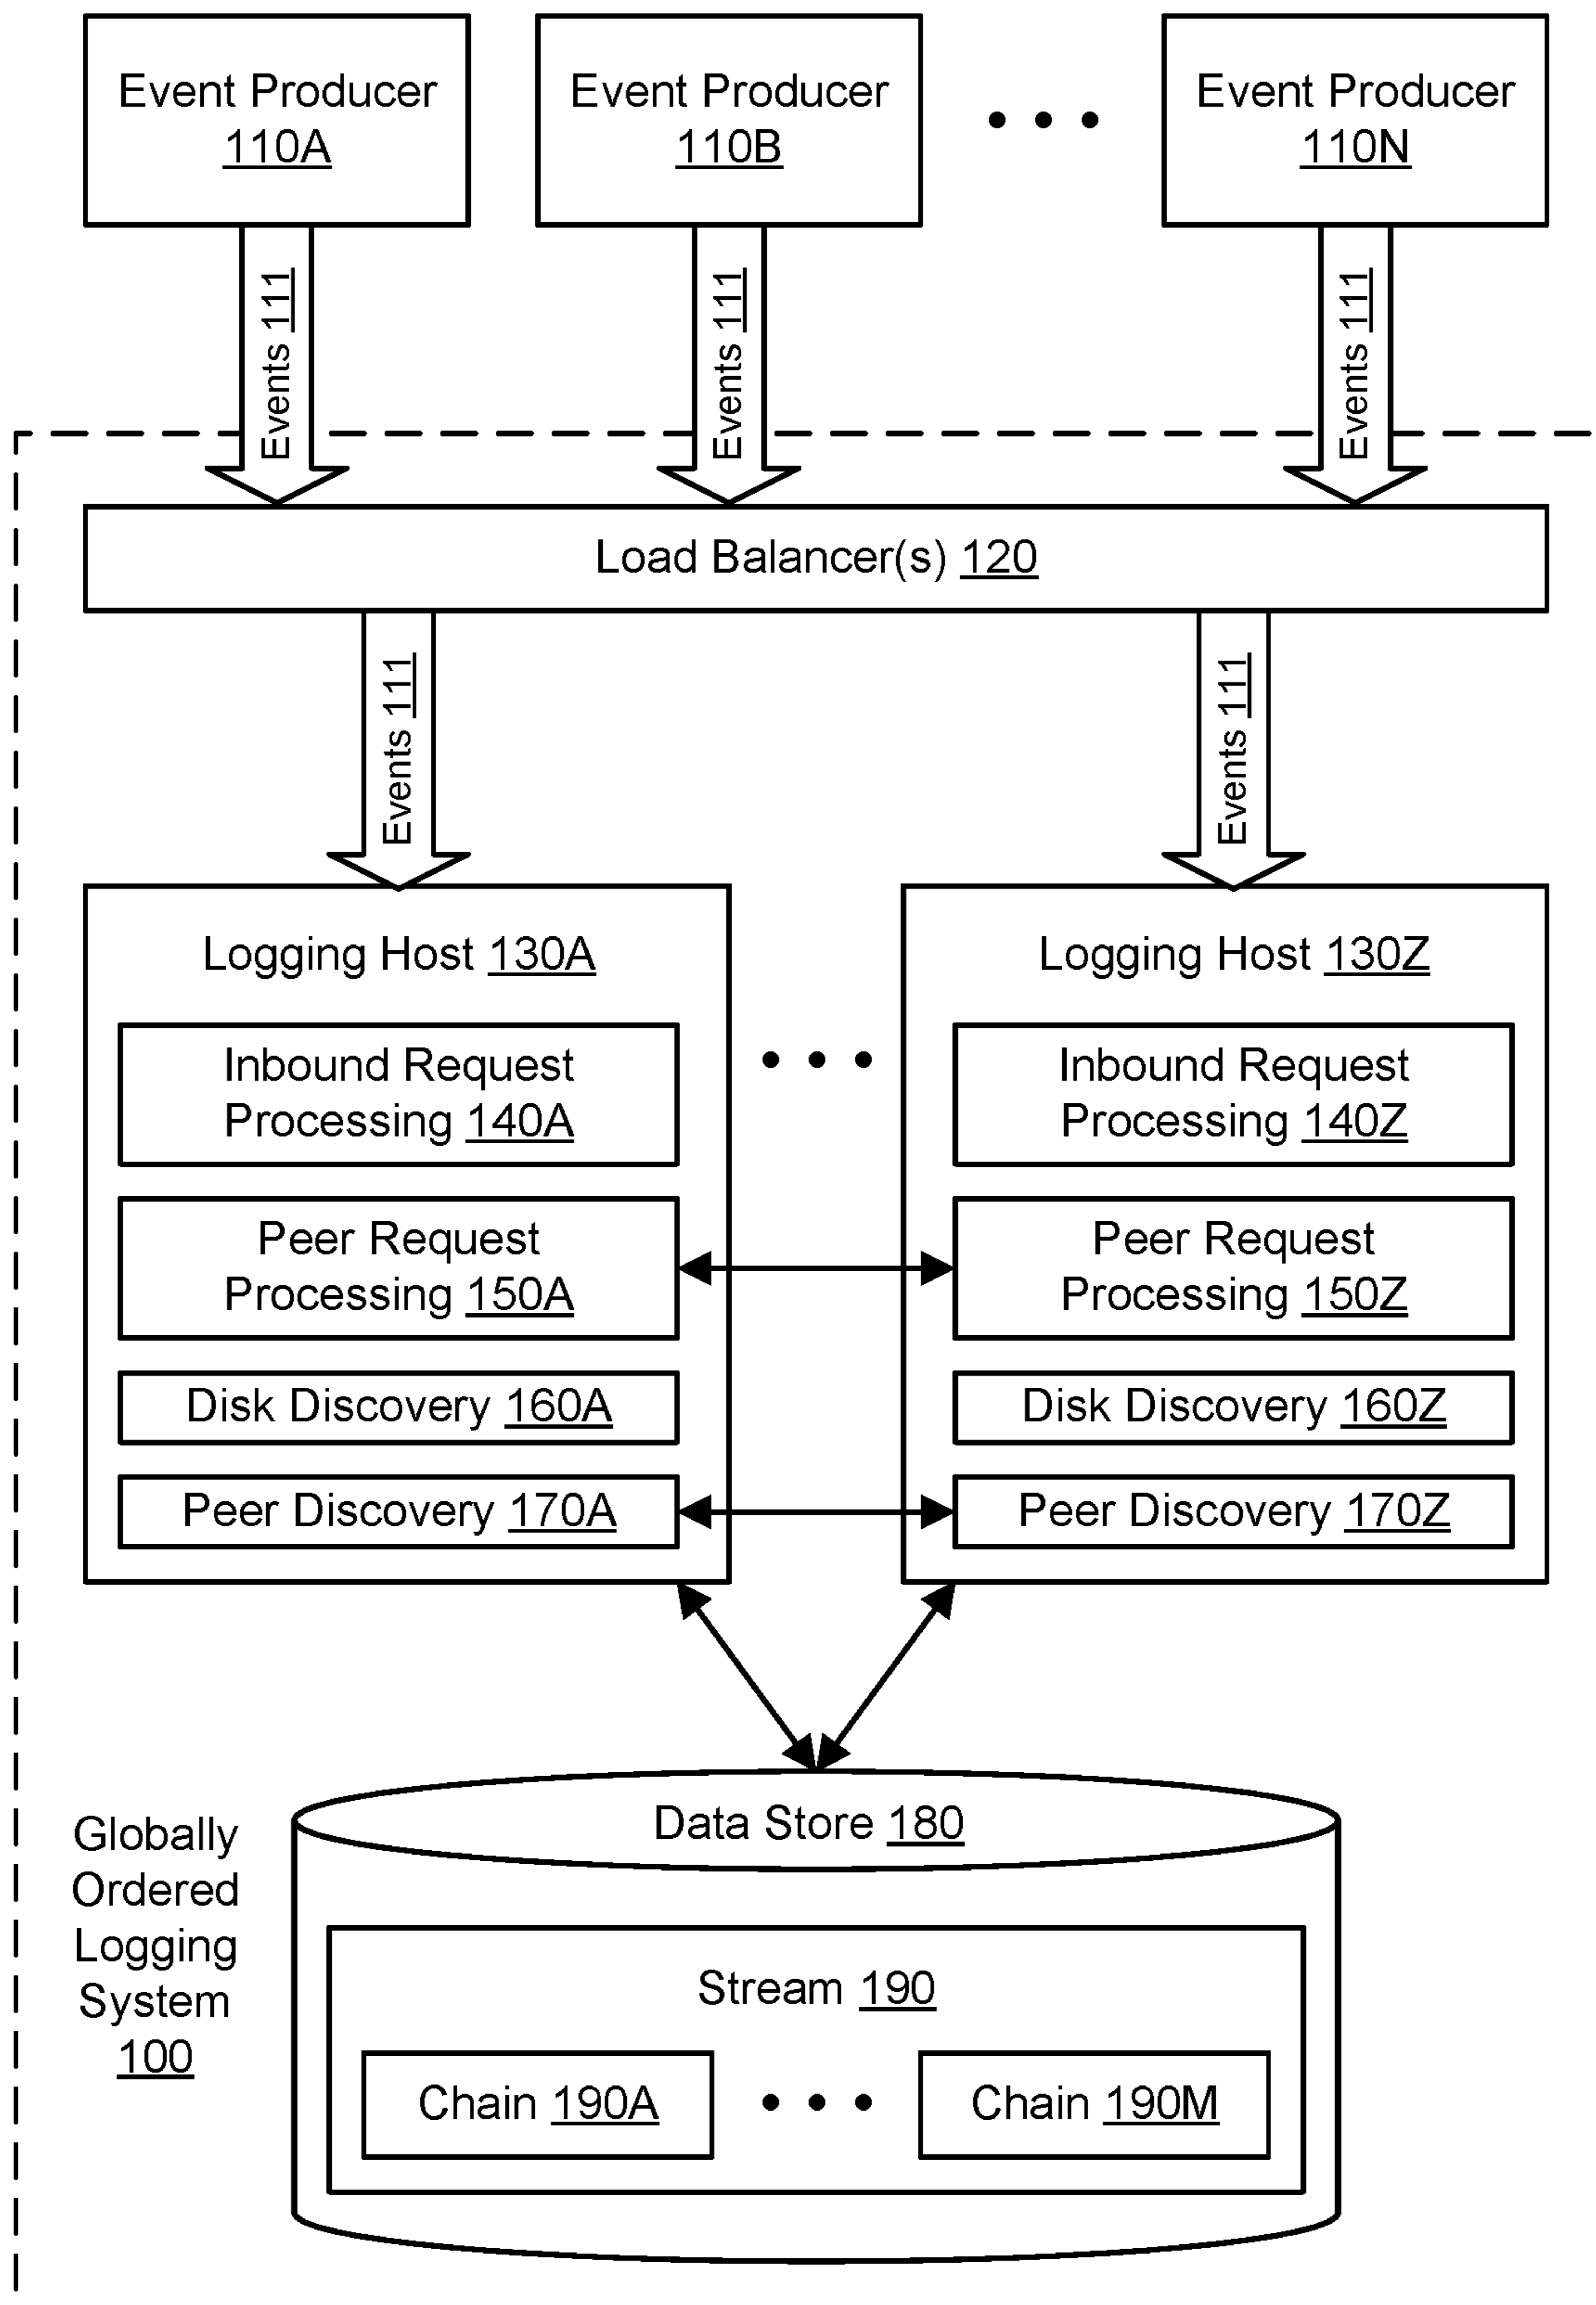 Event Producer
110A
Event Producer
110B
Event Producer
110N
Events 111
Events 111
Events 111
Load Balancer(s) 120
Events 111
Events 111
Logging Host 130A
Inbound Request
Processing 140A
Peer Request
Processing 150A
Disk Discovery 160A
Peer Discovery 170A
Logging Host 130Z
Inbound Request
Processing 140Z
Peer Request
Processing 150Z
Disk Discovery 160Z
Peer Discovery 170Z
Globally
Ordered
Logging
System
100
Data Store 180
Stream 190
Chain 190A
Chain 190M